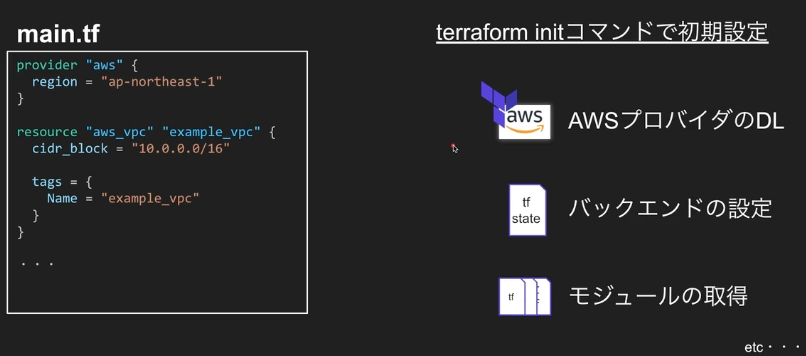 main.tf
provider "aws" {
region = "ap-northeast-1"
}
resource "aws_vpc" "example_vpc" {
cidr_block = "10.0.0.0/16"
tags = {
Name = "example_vpc"
}
}
・・・
terraform initコマンドで初期設定
aws
AWSプロバイダのDL
tf
state
バックエンドの設定
tf
モジュールの取得
etc・・・